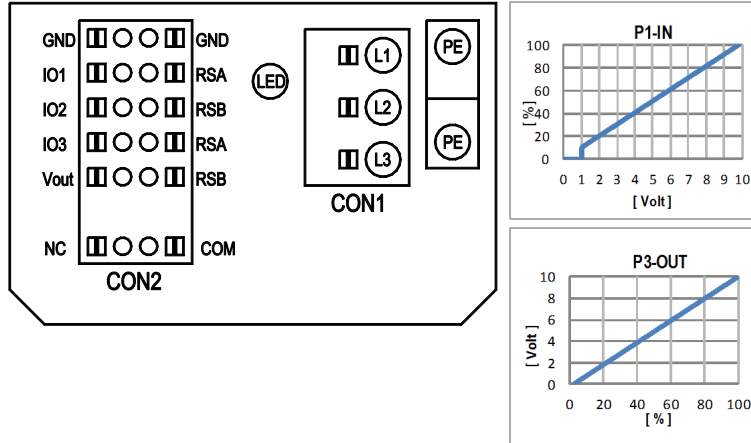 GND GND
IO1 RSA
IO2 RSB
IO3 RSA
Vout RSB
NC COM
CON2
LED
L1
L2
L3
CON1
PE
PE
P1-IN
[ % ]
100
80
60
40
20
0
0 1 2 3 4 5 6 7 8 9 10
[ Volt ]
P3-OUT
[ Volt ]
10
8
6
4
2
0
0 20 40 60 80 100
[ % ]